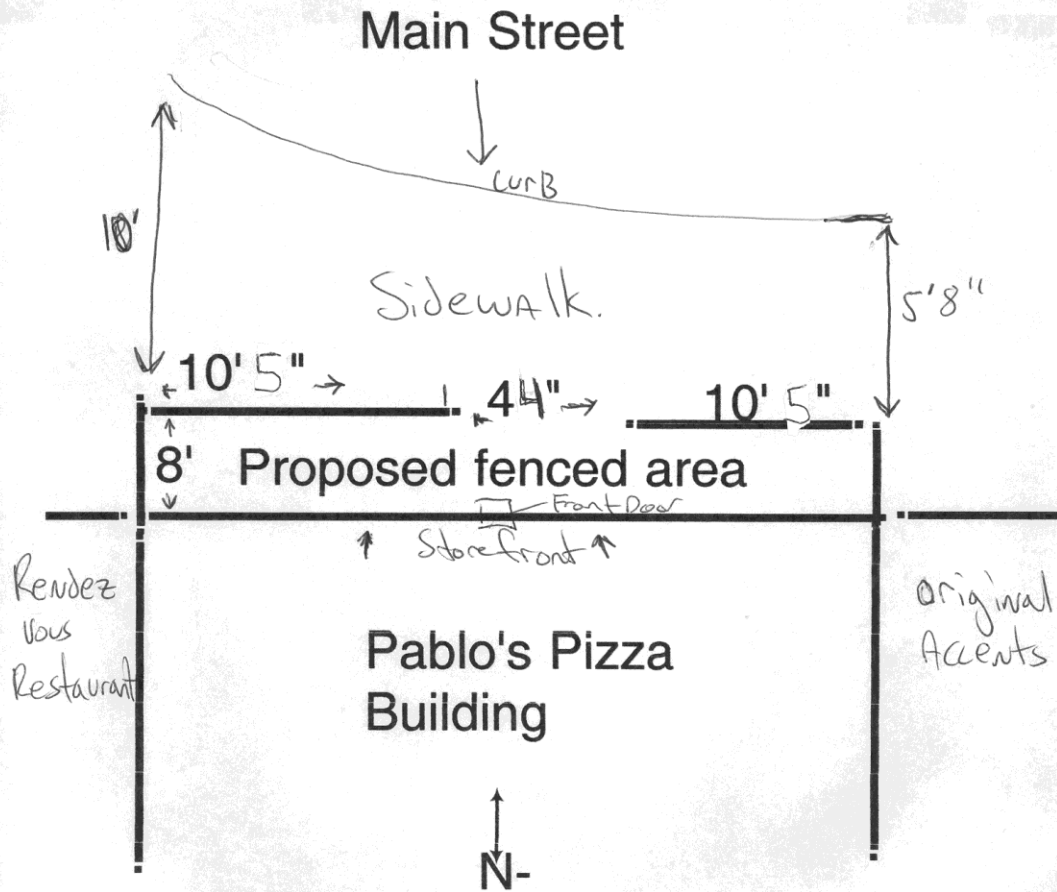 Main Street
curB
10'
Sidewalk.
5'8"
10' 5"
44"
10' 5"
8' Proposed fenced area
Front Door
Storefront
Rendez
Vous
Restaurant
Original
Accents
Pablo's Pizza
Building
N-